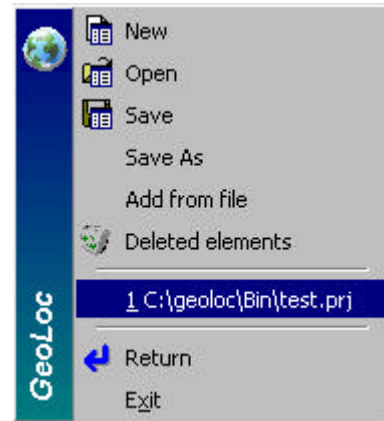 New
Open
Save
Save As
Add from file
Deleted elements
1 C:\geoloc\Bin\test.prj
Return
Exit
GeoLoc